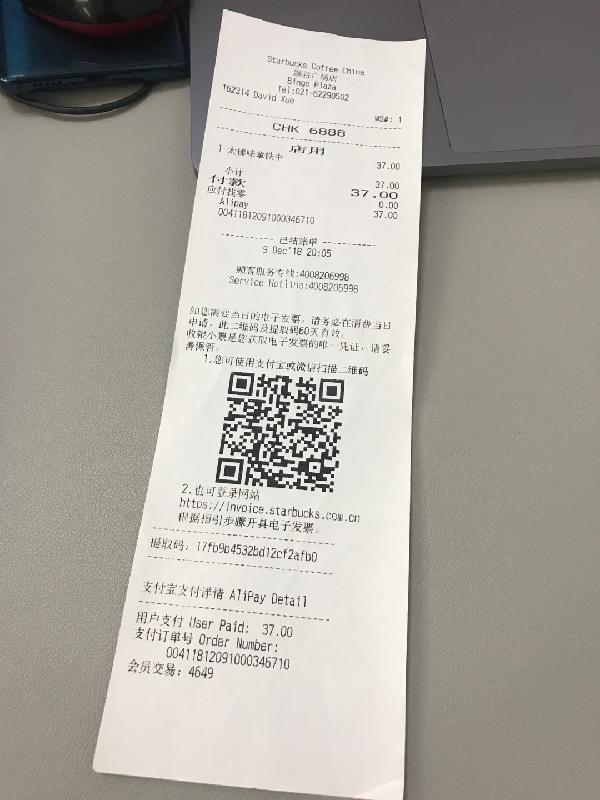 Starbucks Coffee China
缤谷广场店
Bingo Plaza
Tel:021-62290502
162314 David Xue
WS#: 1
CHK 6888
店用
1 太榛味拿铁中 37.00
小计 37.00
付款 37.00
应付找零 0.00
Alipay 37.00
00411812091000346710
已结账单
9 Dec'18 20:05
顾客服务专线:4008206998
Service Hotline:4008206998
如您需要当日的电子发票, 请务必在消费当日
申请, 此二维码及提取码60天有效。
收银小票是您获取电子发票的唯一凭证, 请妥
善保管。
1.您可使用支付宝或微信扫描二维码
2.也可登录网站
https://invoice.starbucks.com.cn
根据指引步骤开具电子发票。
提取码: 17fb9b4532bd12cf2afb0
支付宝支付详情 AliPay Detail
用户支付 User Paid: 37.00
支付订单号 Order Number:
00411812091000346710
会员交易: 4649